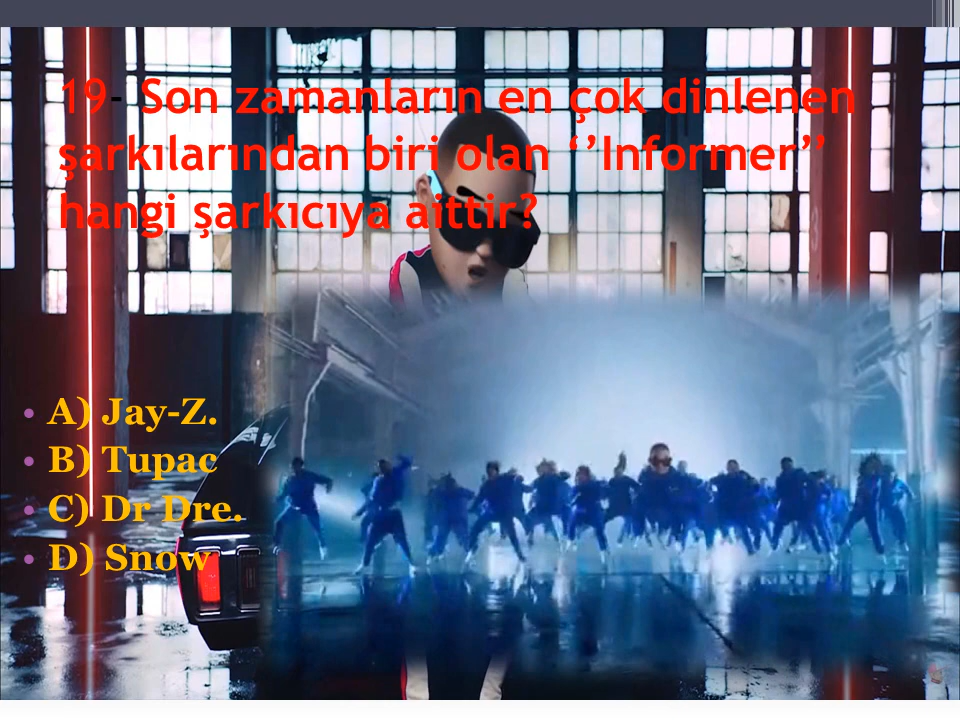 19- Son zamanların en çok dinlenen
şarkılarından biri olan ‘’Informer’’
hangi şarkıcıya aittir?
• A) Jay-Z.
• B) Tupac
• C) Dr Dre.
• D) Snow